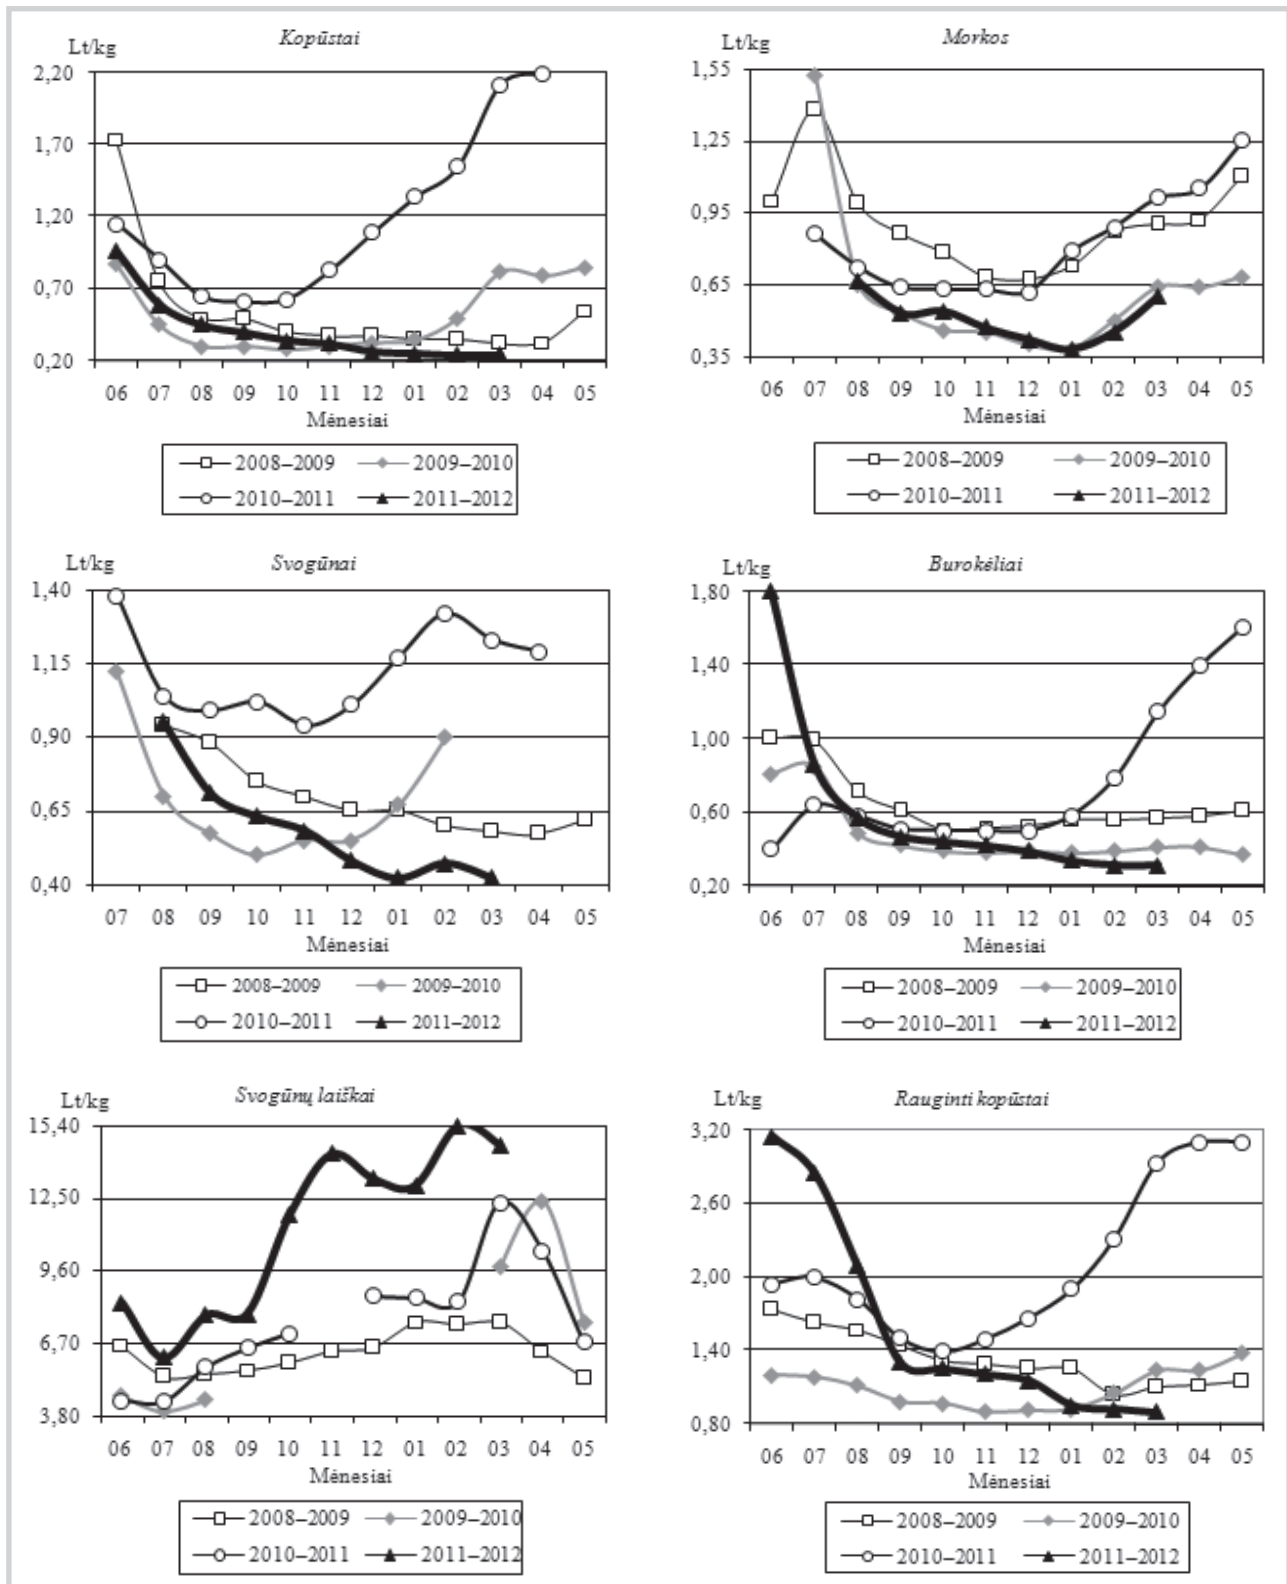 Kopūstai
Lt/kg
2,20
1,70
1,20
0,70
0,20
06 07 08 09 10 11 12 01 02 03 04 05
Mėnesiai
2008–2009 2009–2010
2010–2011 2011–2012
Morkos
Lt/kg
1,55
1,25
0,95
0,65
0,35
06 07 08 09 10 11 12 01 02 03 04 05
Mėnesiai
2008–2009 2009–2010
2010–2011 2011–2012
Svogūnai
Lt/kg
1,40
1,15
0,90
0,65
0,40
07 08 09 10 11 12 01 02 03 04 05
Mėnesiai
2008–2009 2009–2010
2010–2011 2011–2012
Burokėliai
Lt/kg
1,80
1,40
1,00
0,60
0,20
06 07 08 09 10 11 12 01 02 03 04 05
Mėnesiai
2008–2009 2009–2010
2010–2011 2011–2012
Svogūnų laiškai
Lt/kg
15,40
12,50
9,60
6,70
3,80
06 07 08 09 10 11 12 01 02 03 04 05
Mėnesiai
2008–2009 2009–2010
2010–2011 2011–2012
Rauginti kopūstai
Lt/kg
3,20
2,60
2,00
1,40
0,80
06 07 08 09 10 11 12 01 02 03 04 05
Mėnesiai
2008–2009 2009–2010
2010–2011 2011–2012